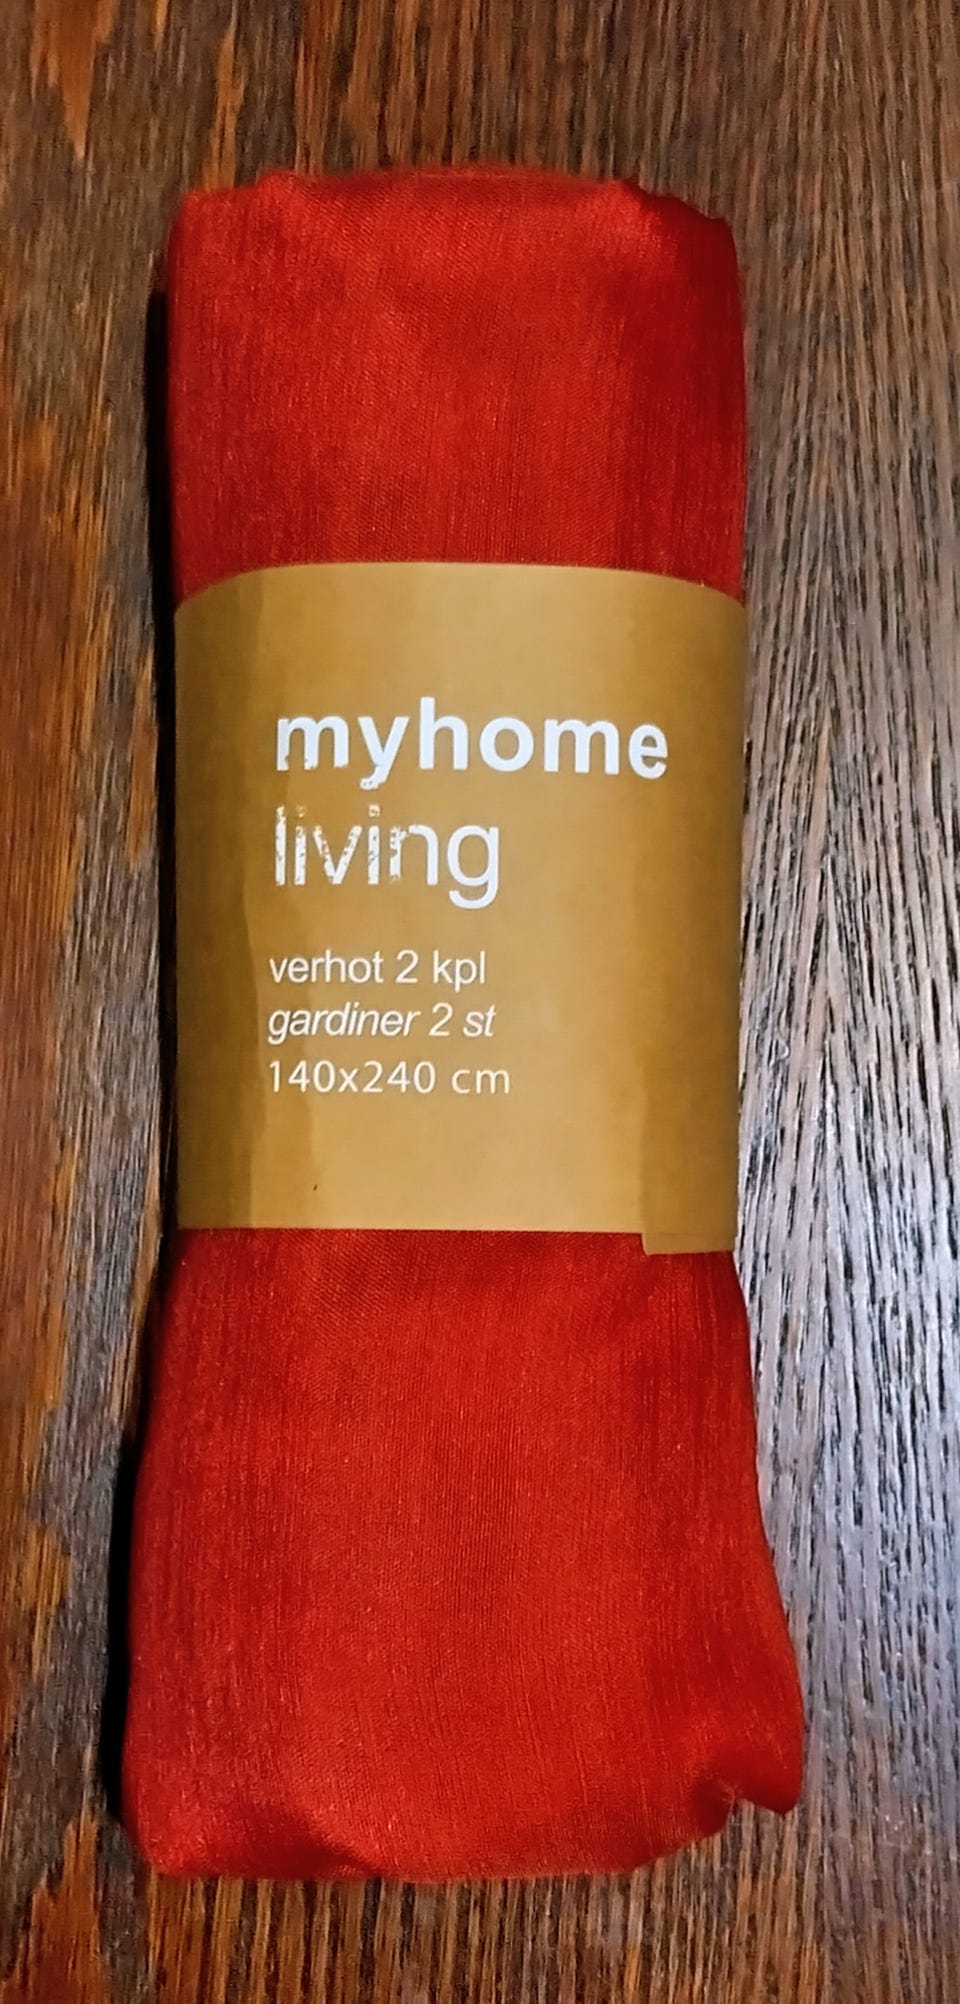 myhome
living
verhot 2 kpl
gardiner 2 st
140x240 cm